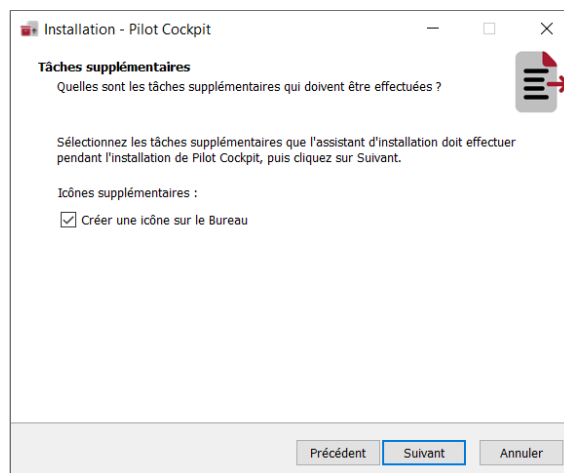 Installation - Pilot Cockpit
Tâches supplémentaires
Quelles sont les tâches supplémentaires qui doivent être effectuées ?
Sélectionnez les tâches supplémentaires que l'assistant d'installation doit effectuer
pendant l'installation de Pilot Cockpit, puis cliquez sur Suivant.
Icônes supplémentaires :
Créer une icône sur le Bureau
Précédent Suivant Annuler